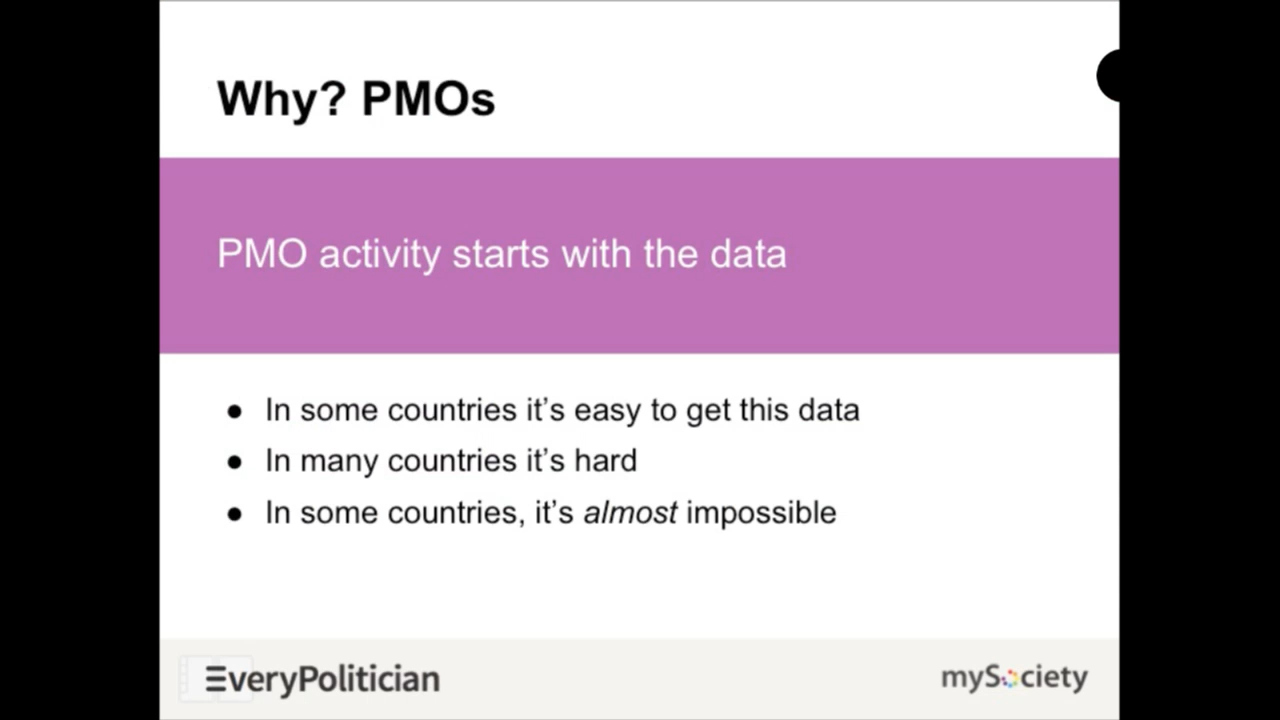 Why? PMOs
PMO activity starts with the data
● In some countries it’s easy to get this data
● In many countries it’s hard
● In some countries, it’s almost impossible
EveryPolitician
mySociety